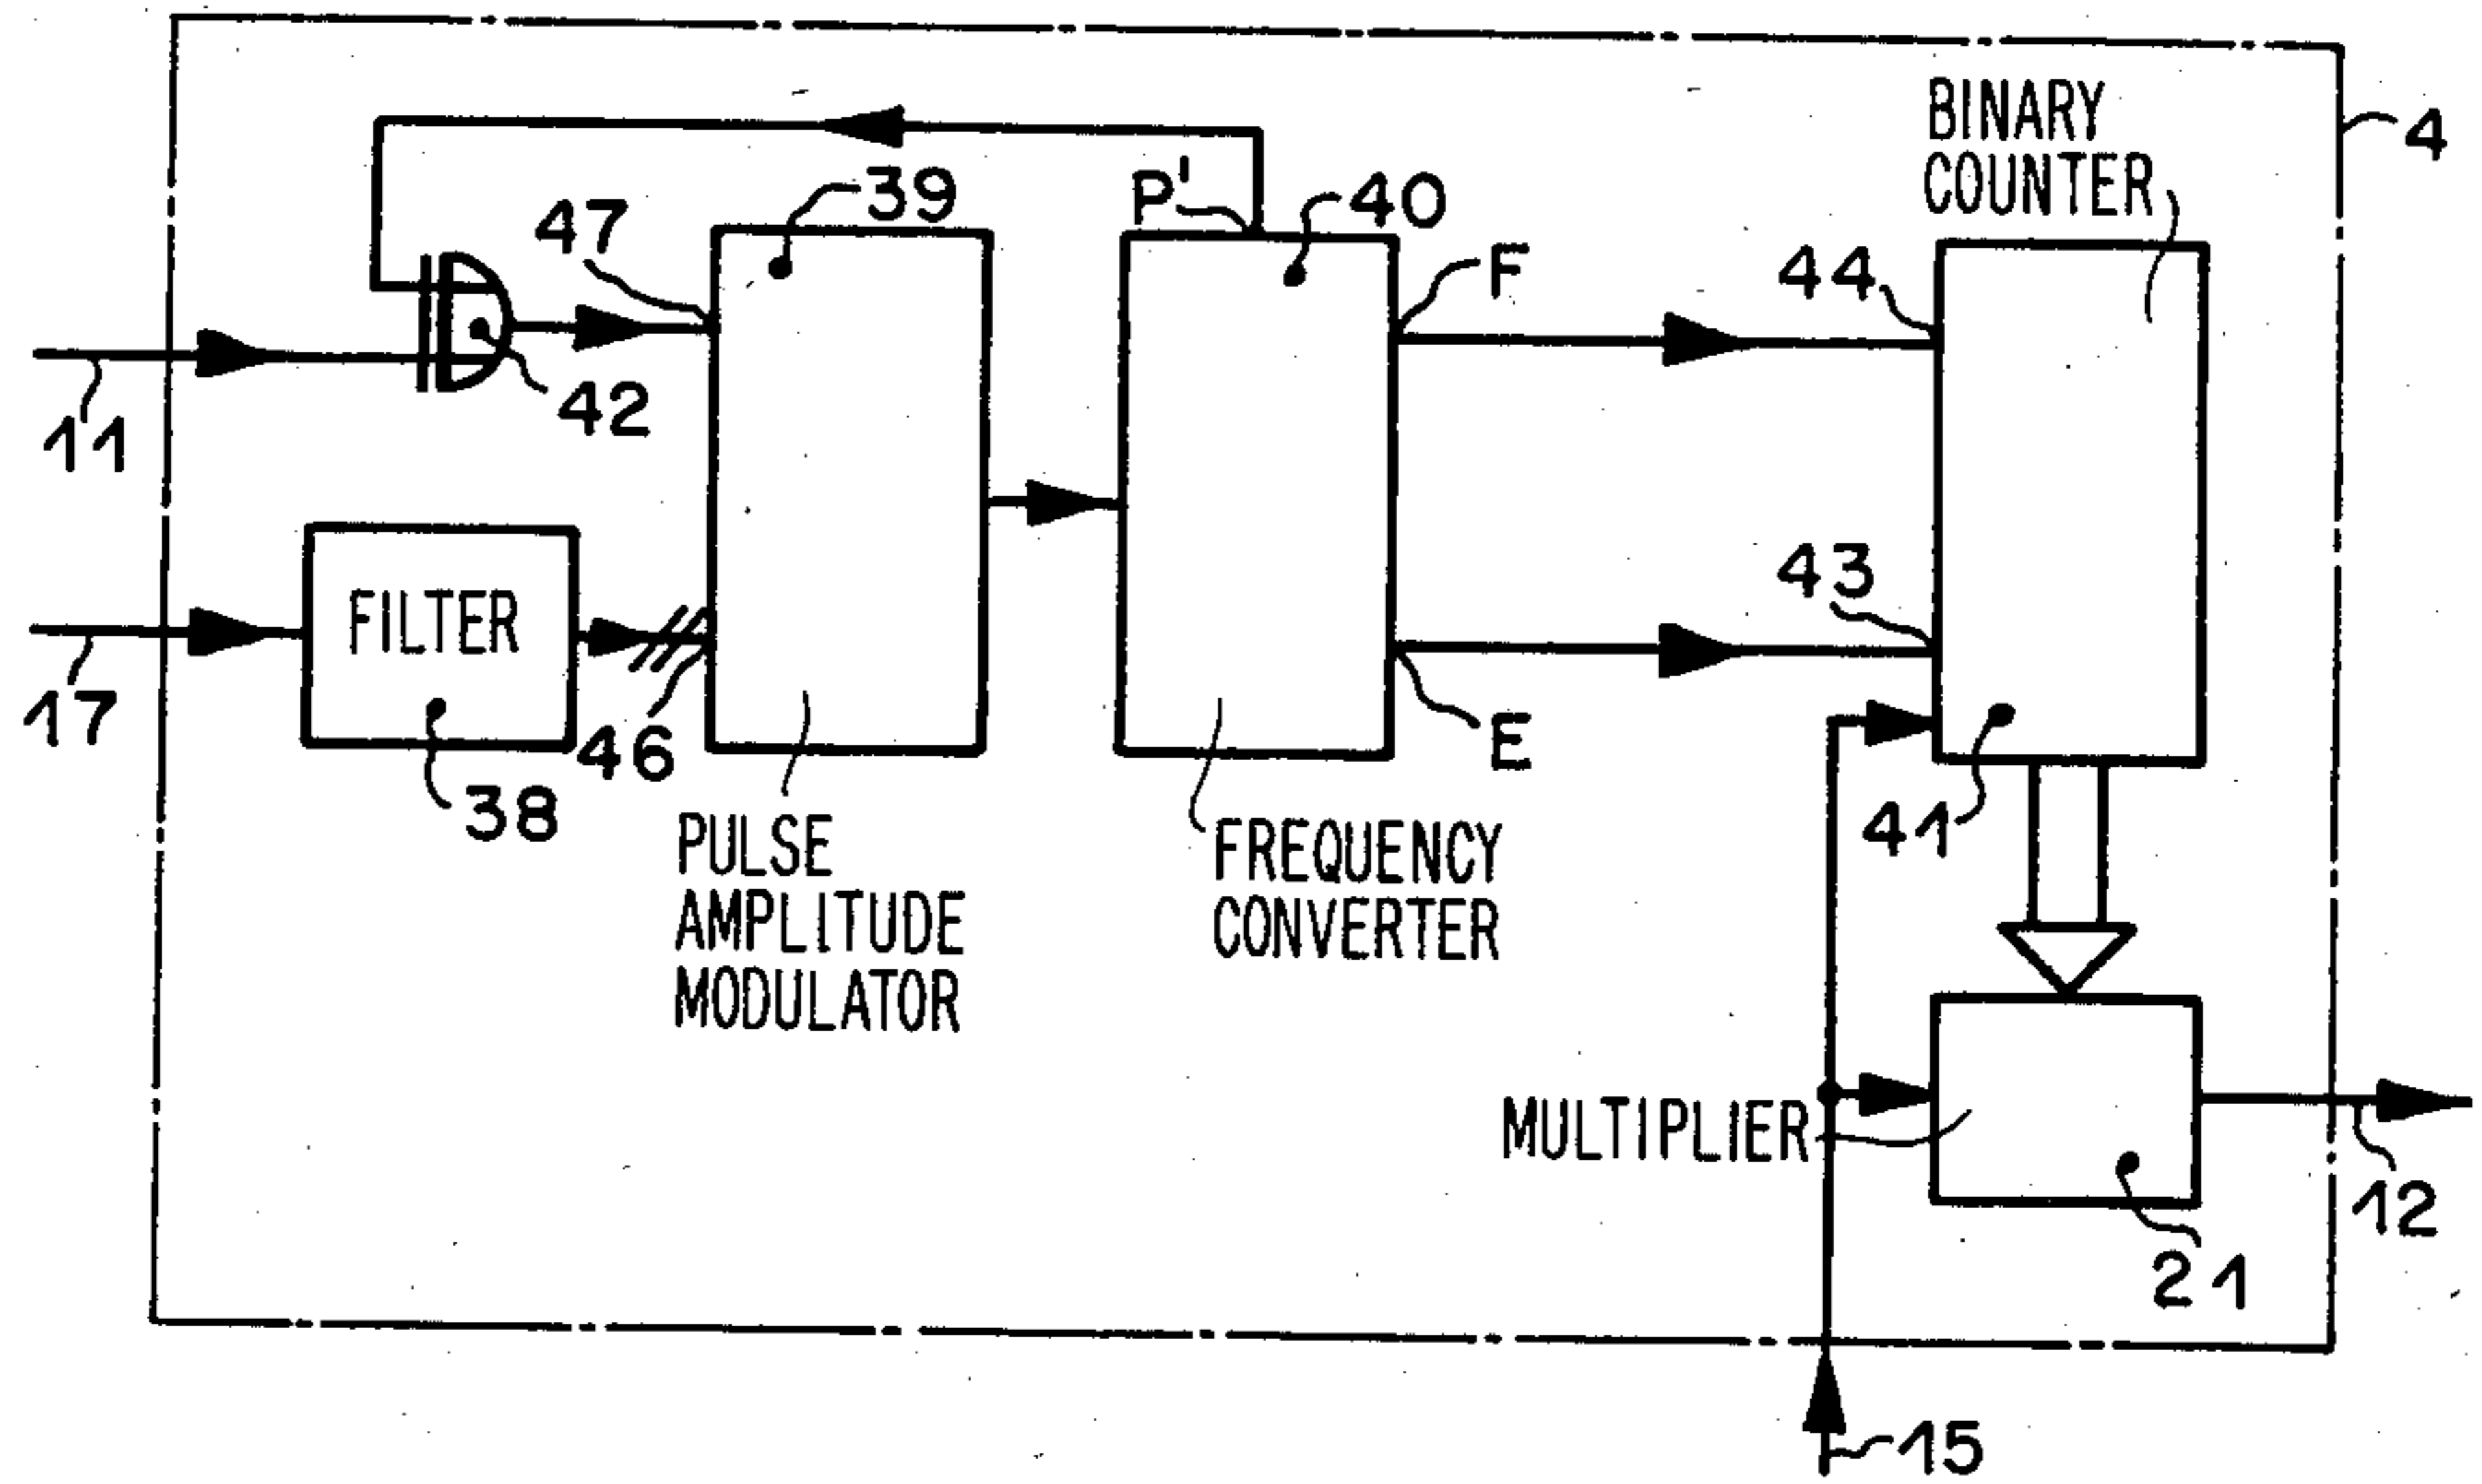 BINARY
COUNTER
4
39
P'
40
47
F
44
42
11
43
FILTER
17
46
E
38
41
PULSE
AMPLITUDE
MODULATOR
FREQUENCY
CONVERTER
MULTIPLIER
12
21
15